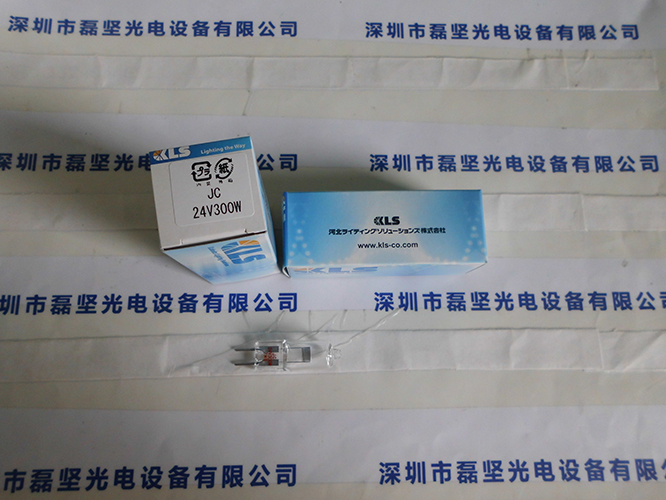 深圳市磊坚光电设备有限公司
深圳市磊坚光电设备有限公司
KLS
Lighting the Way
プラ
紙
JC
24V300W
深圳市磊坚光电设备有限公司
深圳市磊坚光电设备有限公司
KLS
河北ライティングソリューションズ株式会社
www.kls-co.com
KLS
深圳市磊坚光电设备有限公司
深圳市磊坚光电设备有限公司
深圳市磊坚光电设备有限公司
深圳市磊坚光电设备有限公司